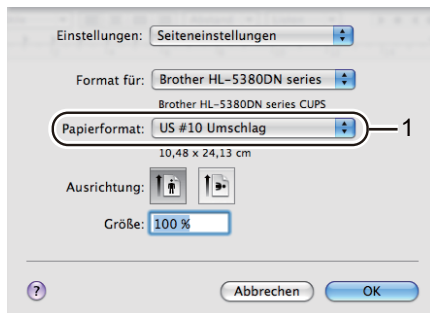 Einstellungen: Seiteneinstellungen
Format für: Brother HL-5380DN series
Brother HL-5380DN series CUPS
Papierformat: US #10 Umschlag 1
10,48 x 24,13 cm
Ausrichtung:
Größe: 100 %
? Abbrechen OK